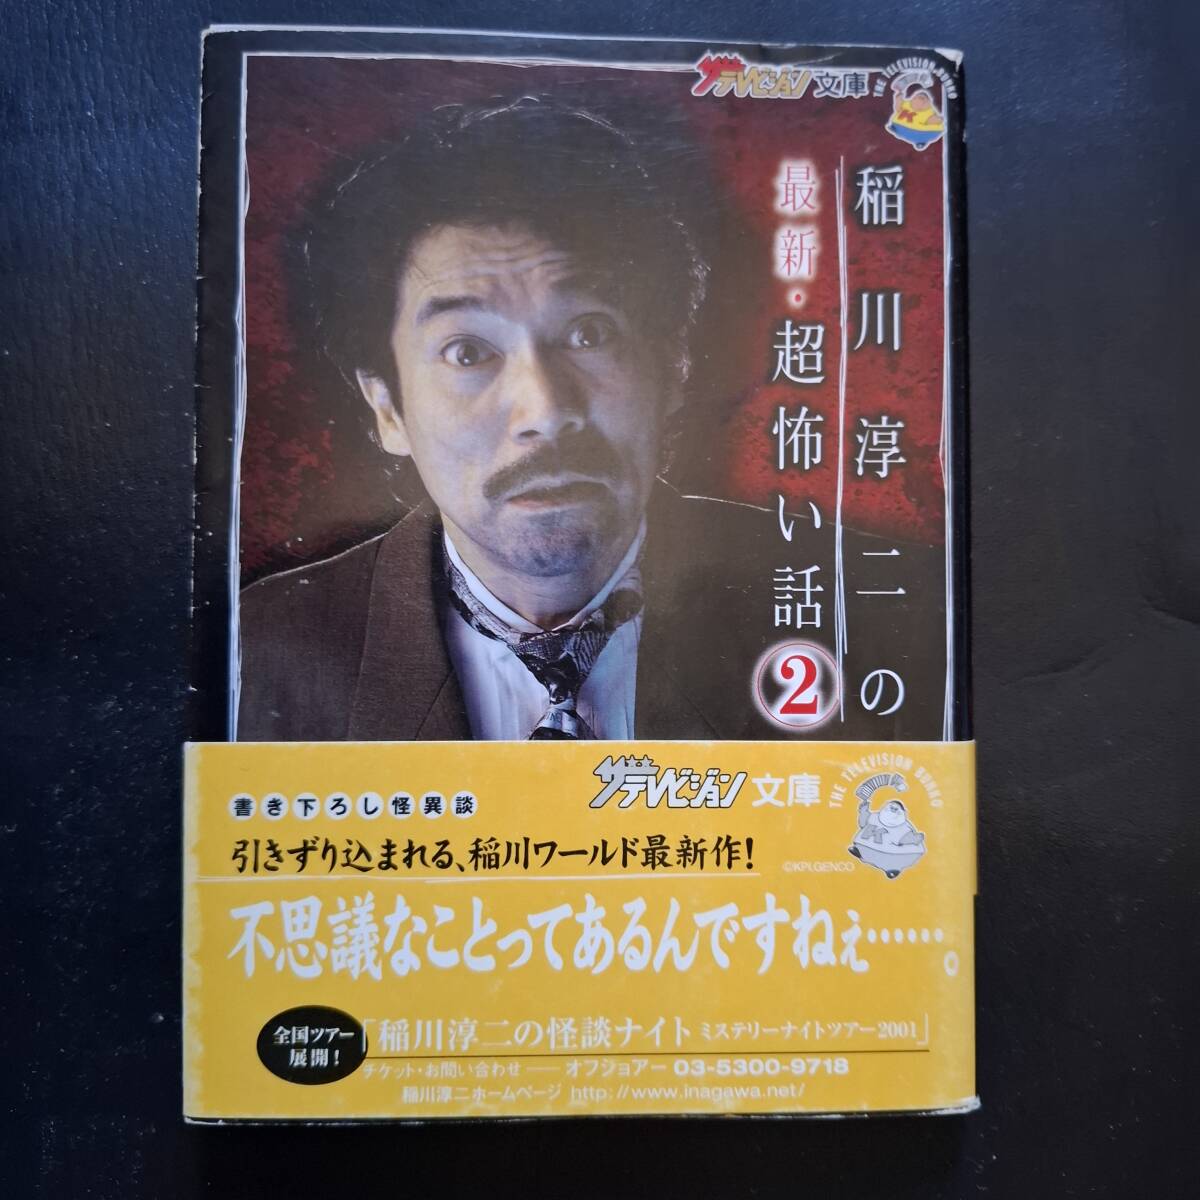 ザテレビジョン文庫
THE TELEVISION BUNKO
K
稲川淳二の
最新・超怖い話
2
ザテレビジョン文庫
THE TELEVISION BUNKO
K
©KPI.GENCO
書き下ろし怪異談
引きずり込まれる、稲川ワールド最新作!
不思議なことってあるんですねぇ……。
全国ツアー
展開!
「稲川淳二の怪談ナイト ミステリーナイトツアー2001」
チケット・お問い合わせ ── オフジョアー 03-5300-9718
稲川淳二ホームページ http://www.inagawa.net/